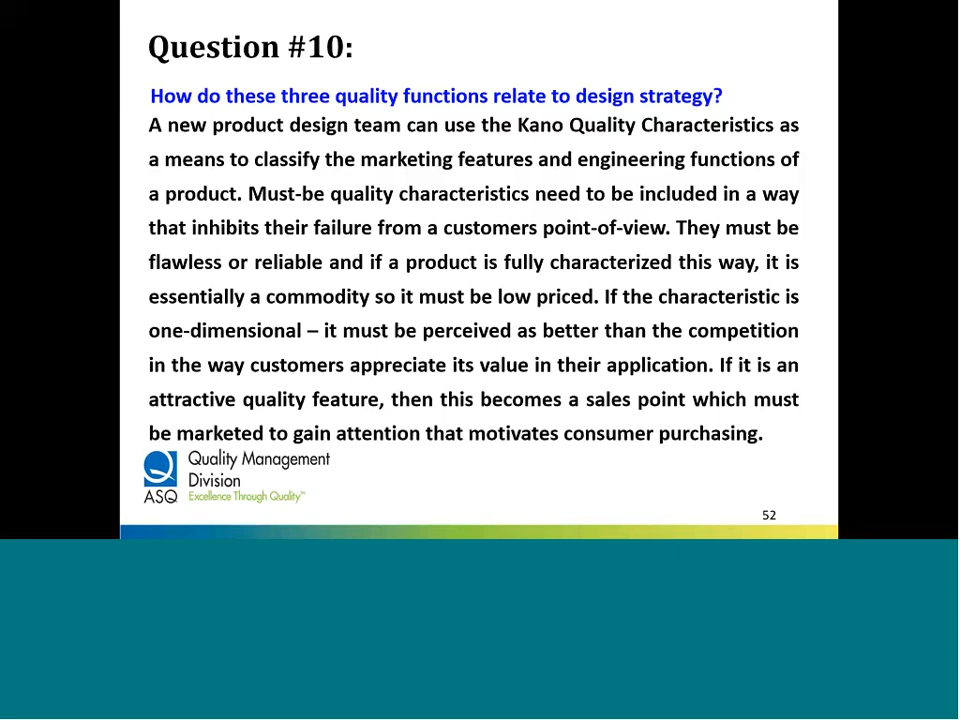 Question #10:
How do these three quality functions relate to design strategy?
A new product design team can use the Kano Quality Characteristics as
a means to classify the marketing features and engineering functions of
a product. Must-be quality characteristics need to be included in a way
that inhibits their failure from a customers point-of-view. They must be
flawless or reliable and if a product is fully characterized this way, it is
essentially a commodity so it must be low priced. If the characteristic is
one-dimensional – it must be perceived as better than the competition
in the way customers appreciate its value in their application. If it is an
attractive quality feature, then this becomes a sales point which must
be marketed to gain attention that motivates consumer purchasing.
Quality Management
Division
ASQ Excellence Through Quality™
52